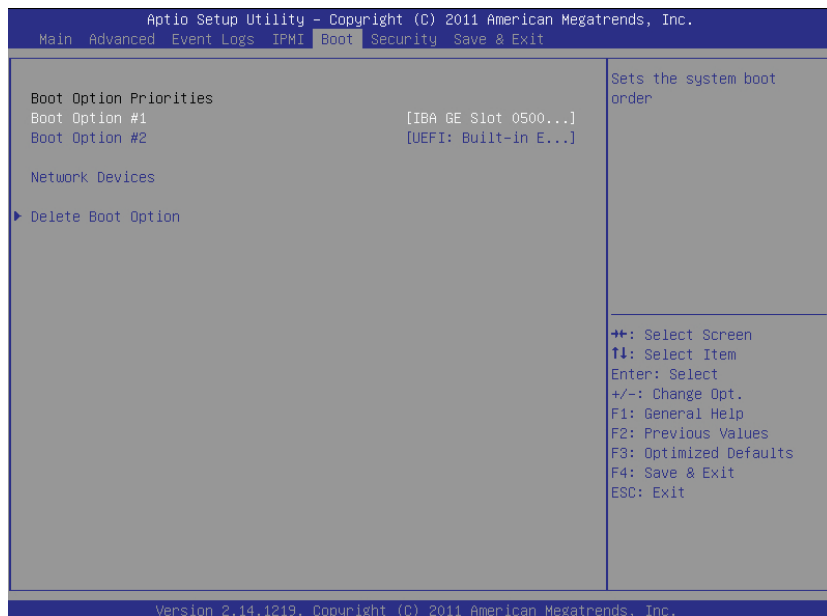 Aptio Setup Utility – Copyright (C) 2011 American Megatrends, Inc.
Main Advanced Event Logs IPMI Boot Security Save & Exit
Boot Option Priorities
Boot Option #1 [IBA GE Slot 0500...]
Boot Option #2 [UEFI: Built-in E...]
Network Devices
Delete Boot Option
Sets the system boot
order
→←: Select Screen
↑↓: Select Item
Enter: Select
+/-: Change Opt.
F1: General Help
F2: Previous Values
F3: Optimized Defaults
F4: Save & Exit
ESC: Exit
Version 2.14.1219. Copyright (C) 2011 American Megatrends, Inc.